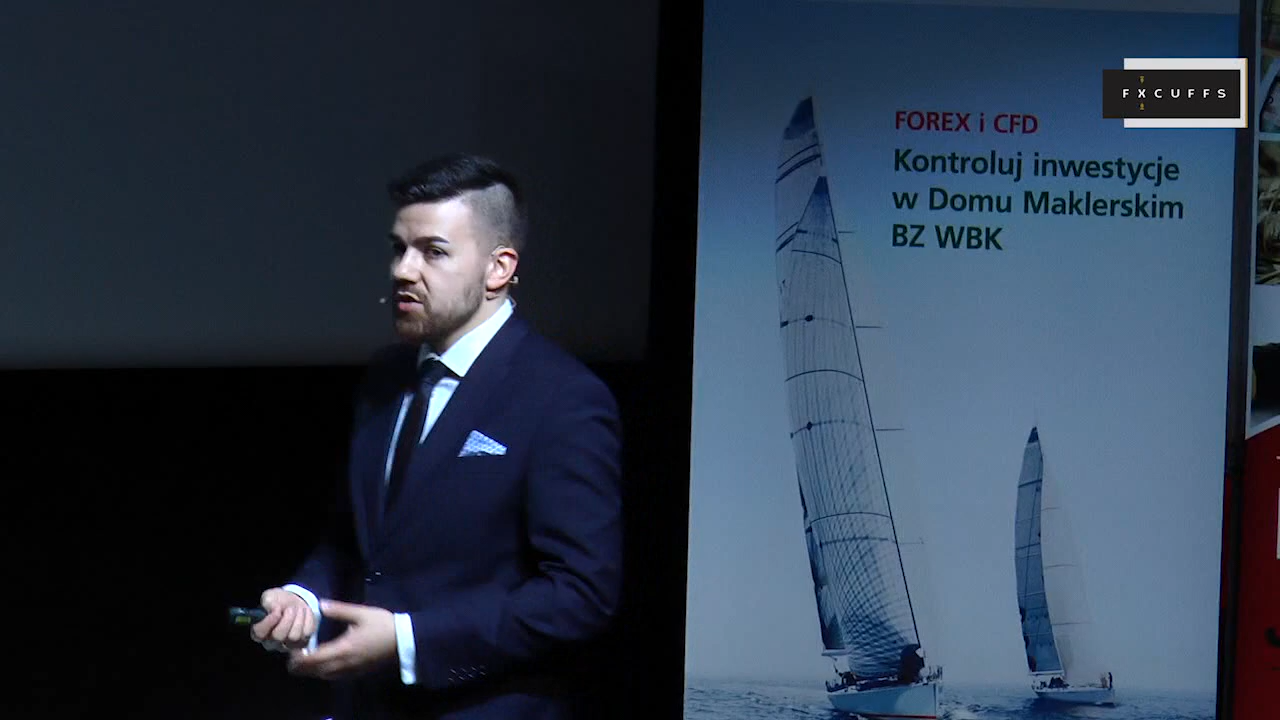 FXCUFFS
FOREX i CFD
Kontroluj inwestycje
w Domu Maklerskim
BZ WBK